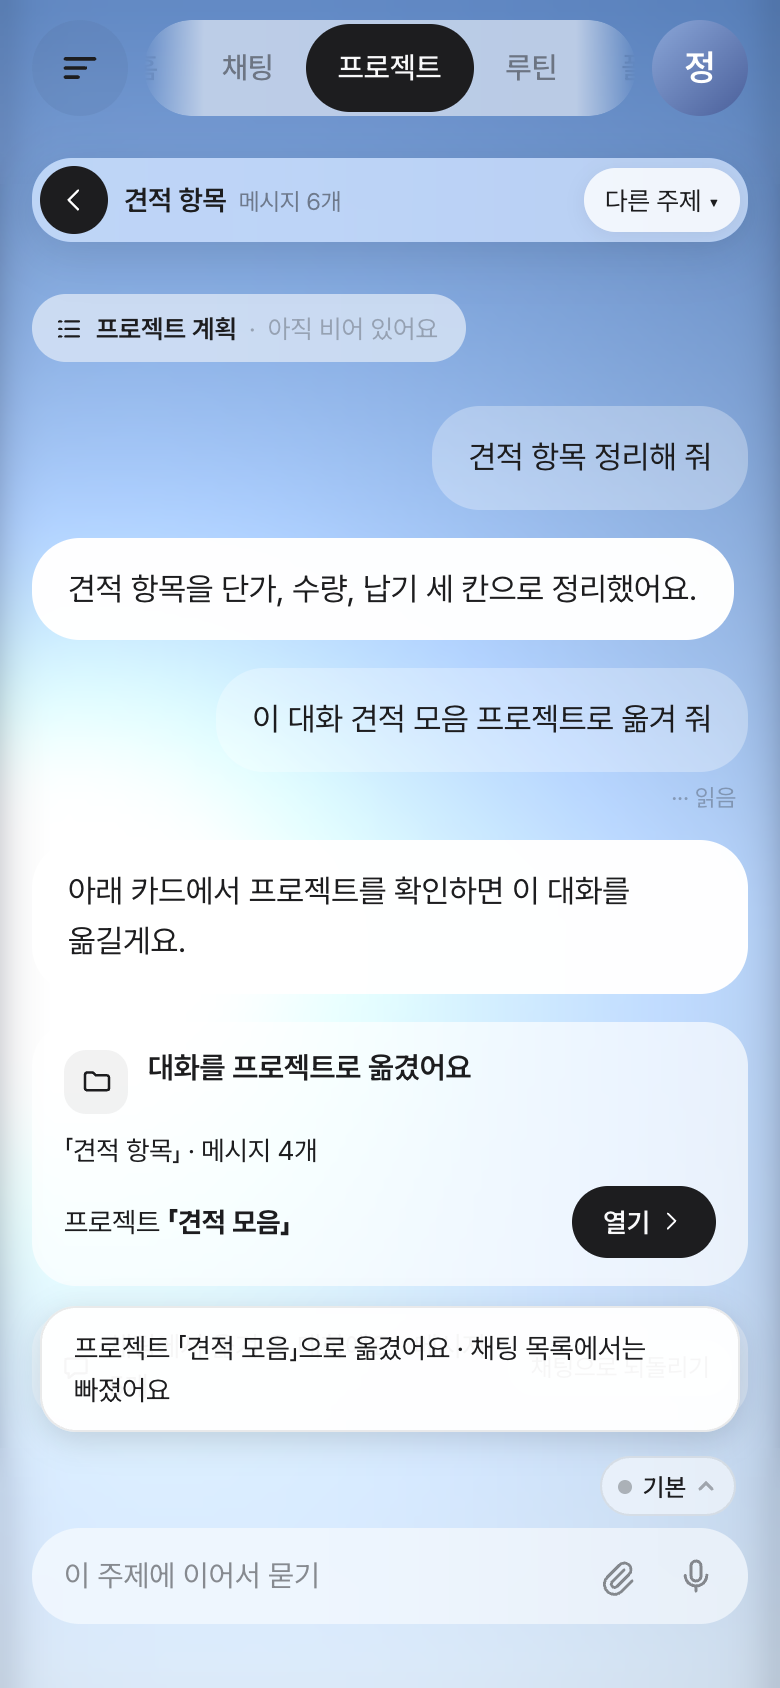 채팅
프로젝트
루틴
정
견적 항목 메시지 6개
다른 주제 ▾
프로젝트 계획 · 아직 비어 있어요
견적 항목 정리해 줘
견적 항목을 단가, 수량, 납기 세 칸으로 정리했어요.
이 대화 견적 모음 프로젝트로 옮겨 줘
··· 읽음
아래 카드에서 프로젝트를 확인하면 이 대화를
옮길게요.
대화를 프로젝트로 옮겼어요
「견적 항목」 · 메시지 4개
프로젝트 「견적 모음」
열기
프로젝트 「견적 모음」으로 옮겼어요 · 채팅 목록에서는
빠졌어요
채팅으로 되돌리기
기본
이 주제에 이어서 묻기